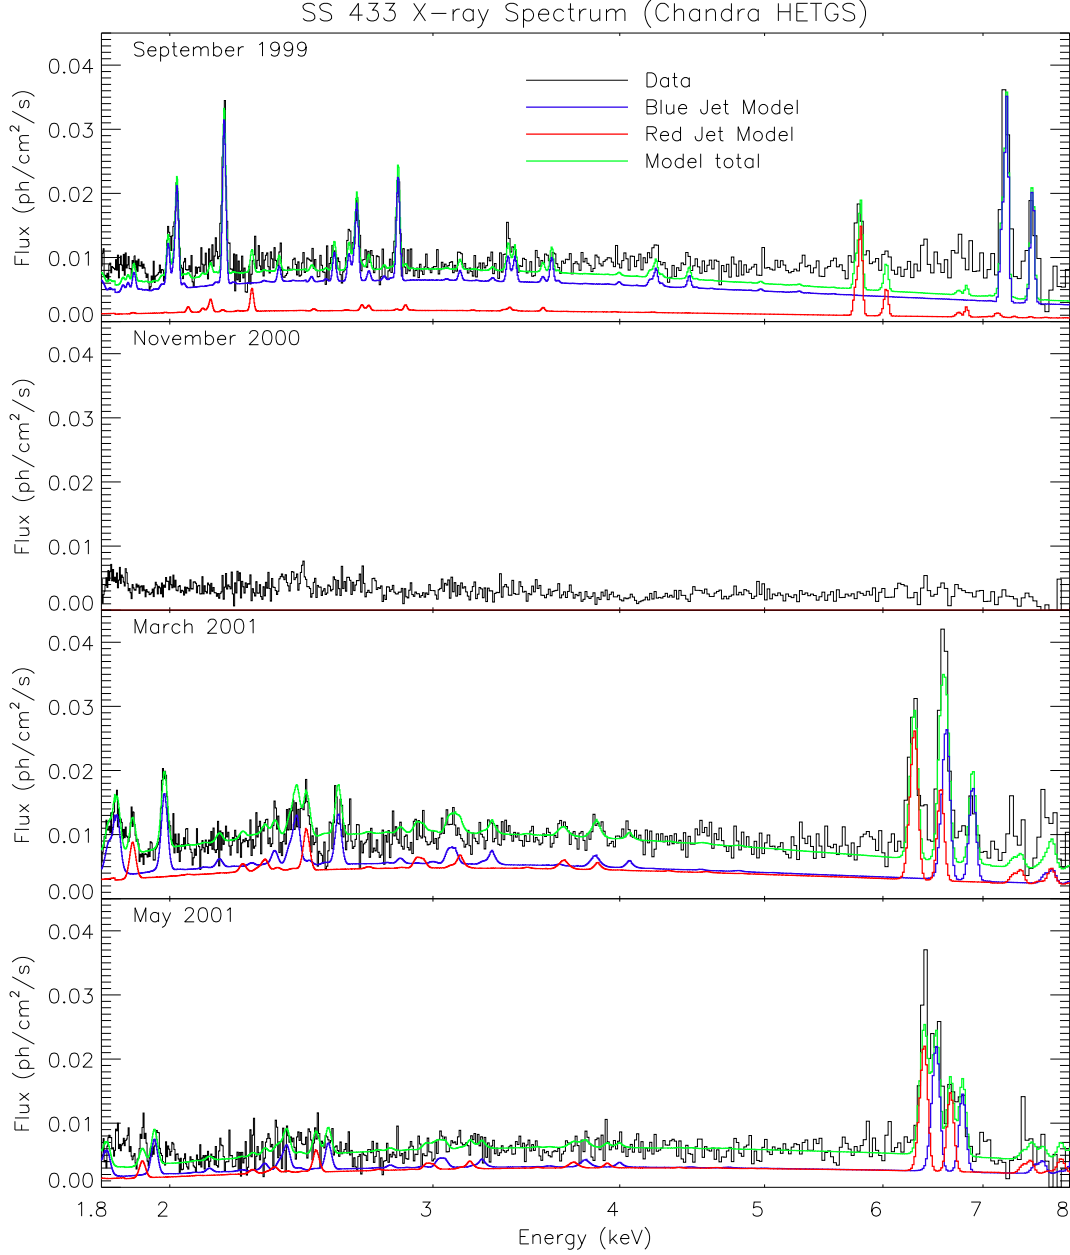 SS 433 X-ray Spectrum (Chandra HETGS)
September 1999
Data
Blue Jet Model
Red Jet Model
Model total
0.04
0.03
0.02
0.01
0.00
Flux (ph/cm²/s)
November 2000
0.04
0.03
0.02
0.01
0.00
Flux (ph/cm²/s)
March 2001
0.04
0.03
0.02
0.01
0.00
Flux (ph/cm²/s)
May 2001
0.04
0.03
0.02
0.01
0.00
Flux (ph/cm²/s)
1.8 2 3 4 5 6 7 8
Energy (keV)